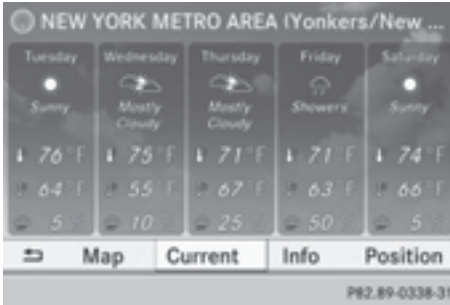 NEW YORK METRO AREA (Yonkers/New ...
Tuesday Wednesday Thursday Friday Saturday
Sunny Mostly Cloudy Mostly Cloudy Showers Sunny
76°F 75°F 71°F 71°F 74°F
64°F 55°F 67°F 63°F 66°F
5 % 10 % 25 % 50 % 5 %
Map Current Info Position
P82.89-0338-31